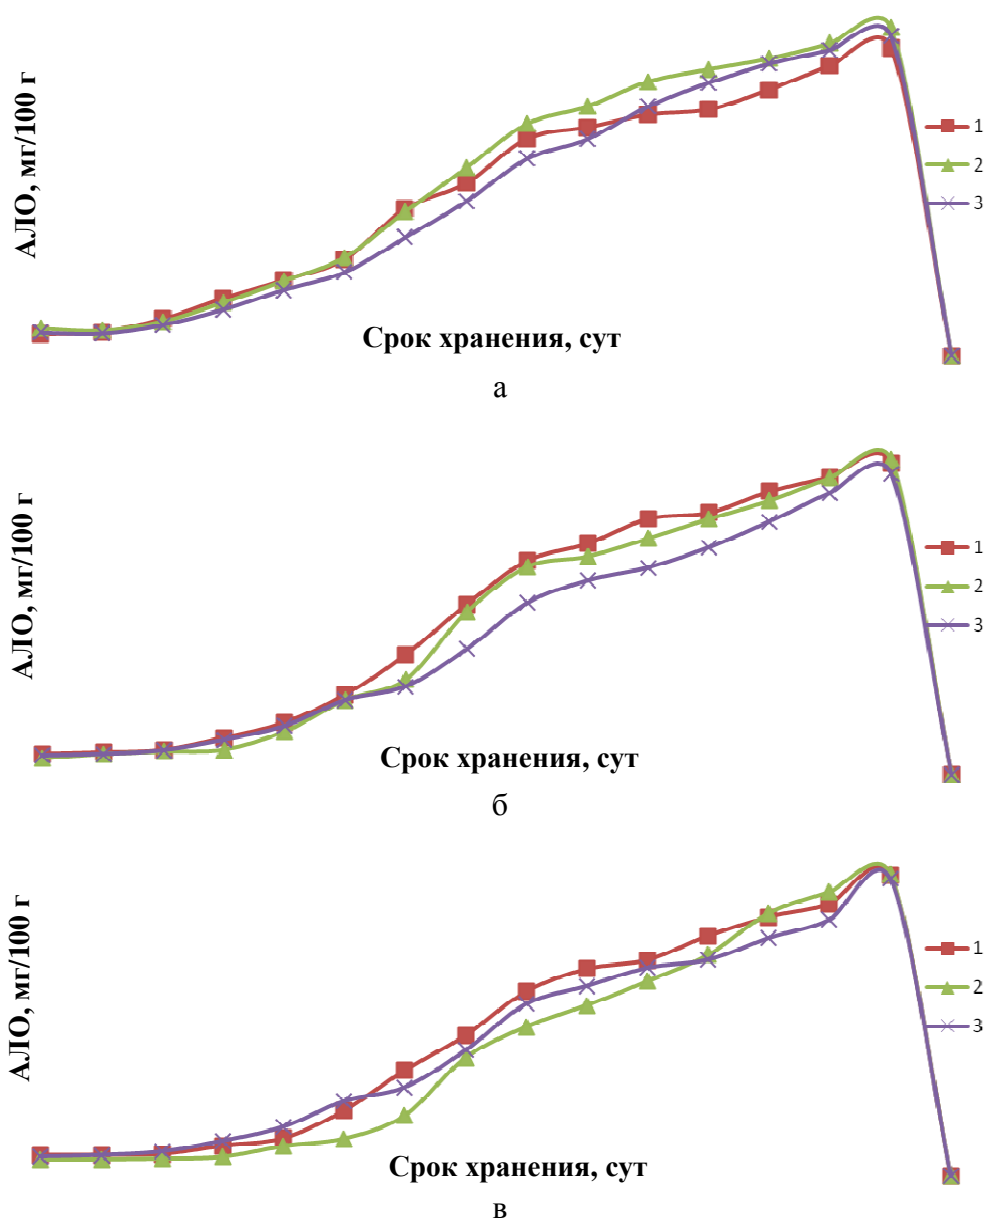 АЛО, мг/100 г
1
2
3
Срок хранения, сут
а
АЛО, мг/100 г
1
2
3
Срок хранения, сут
б
АЛО, мг/100 г
1
2
3
Срок хранения, сут
в